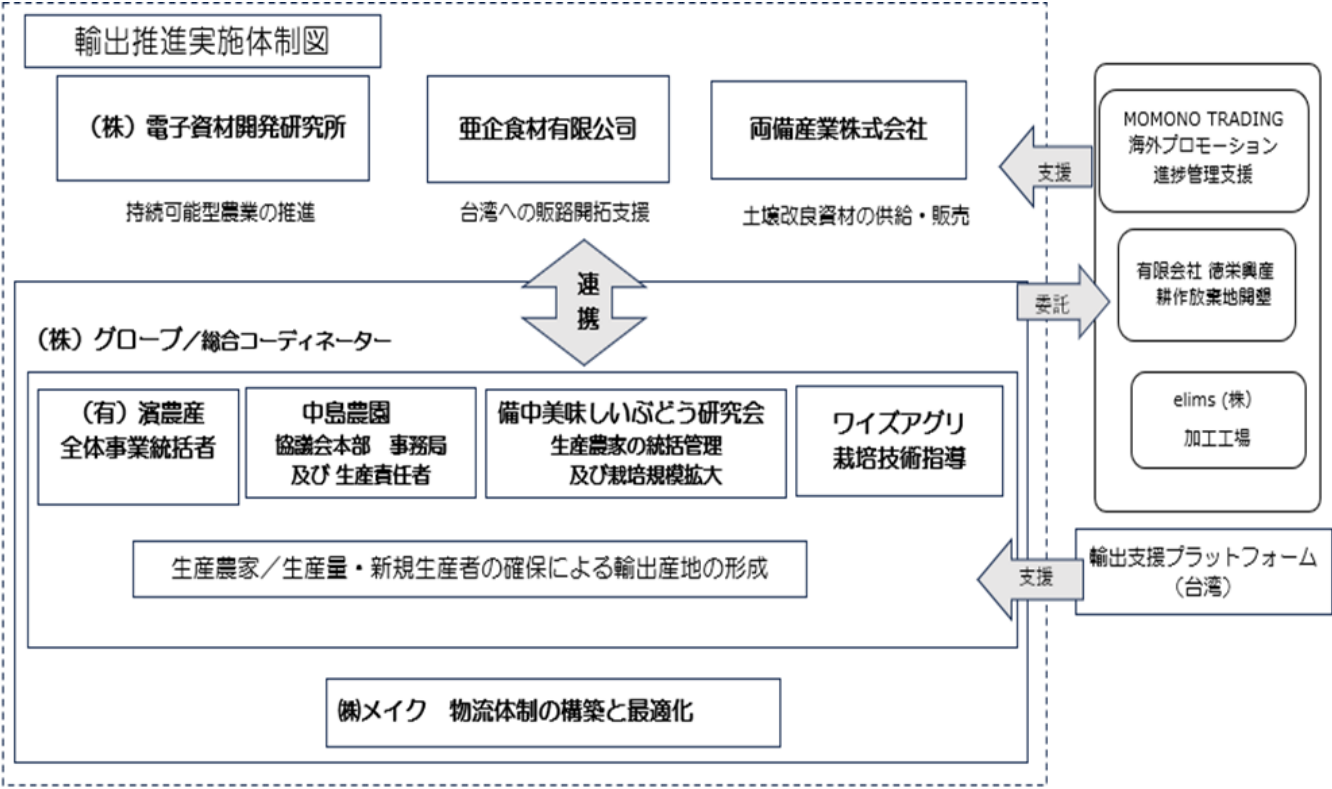 輸出推進実施体制図
（株）電子資材開発研究所
持続可能型農業の推進
亜企食材有限公司
台湾への販路開拓支援
両備産業株式会社
土壌改良資材の供給・販売
支援
MOMONO TRADING
海外プロモーション
進捗管理支援
連
携
委託
有限会社 徳栄興産
耕作放棄地開墾
elims (株)
加工工場
（株）グローブ／総合コーディネーター
（有）濱農産
全体事業統括者
中島農園
協議会本部　事務局
及び 生産責任者
備中美味しいぶどう研究会
生産農家の統括管理
及び栽培規模拡大
ワイズアグリ
栽培技術指導
生産農家／生産量・新規生産者の確保による輸出産地の形成
支援
輸出支援プラットフォーム
（台湾）
㈱メイク　物流体制の構築と最適化